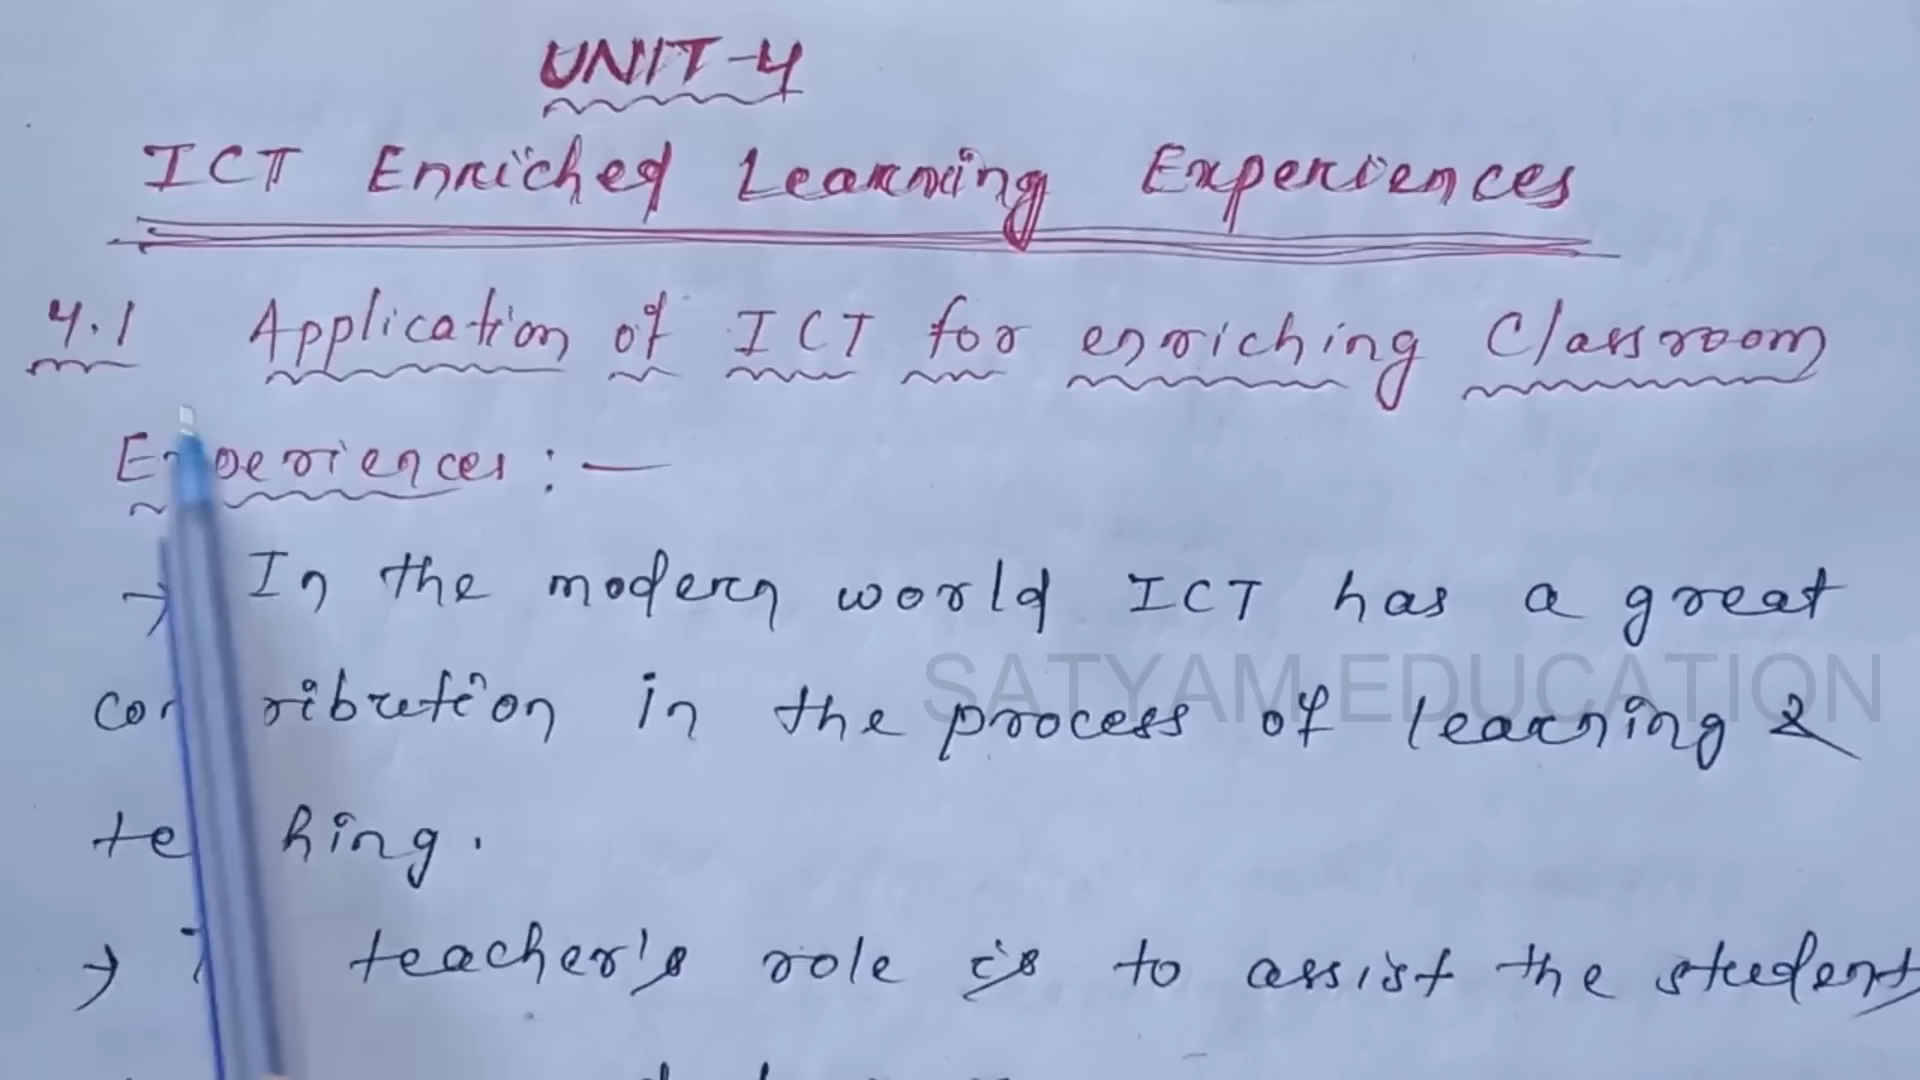 UNIT-4
ICT Enriched Learning Experiences
4.1 Application of ICT for enriching Classroom
Experiences :—
→ In the modern world ICT has a great
contribution in the process of learning &
teaching.
→ teacher's role is to assist the students
SATYAM EDUCATION